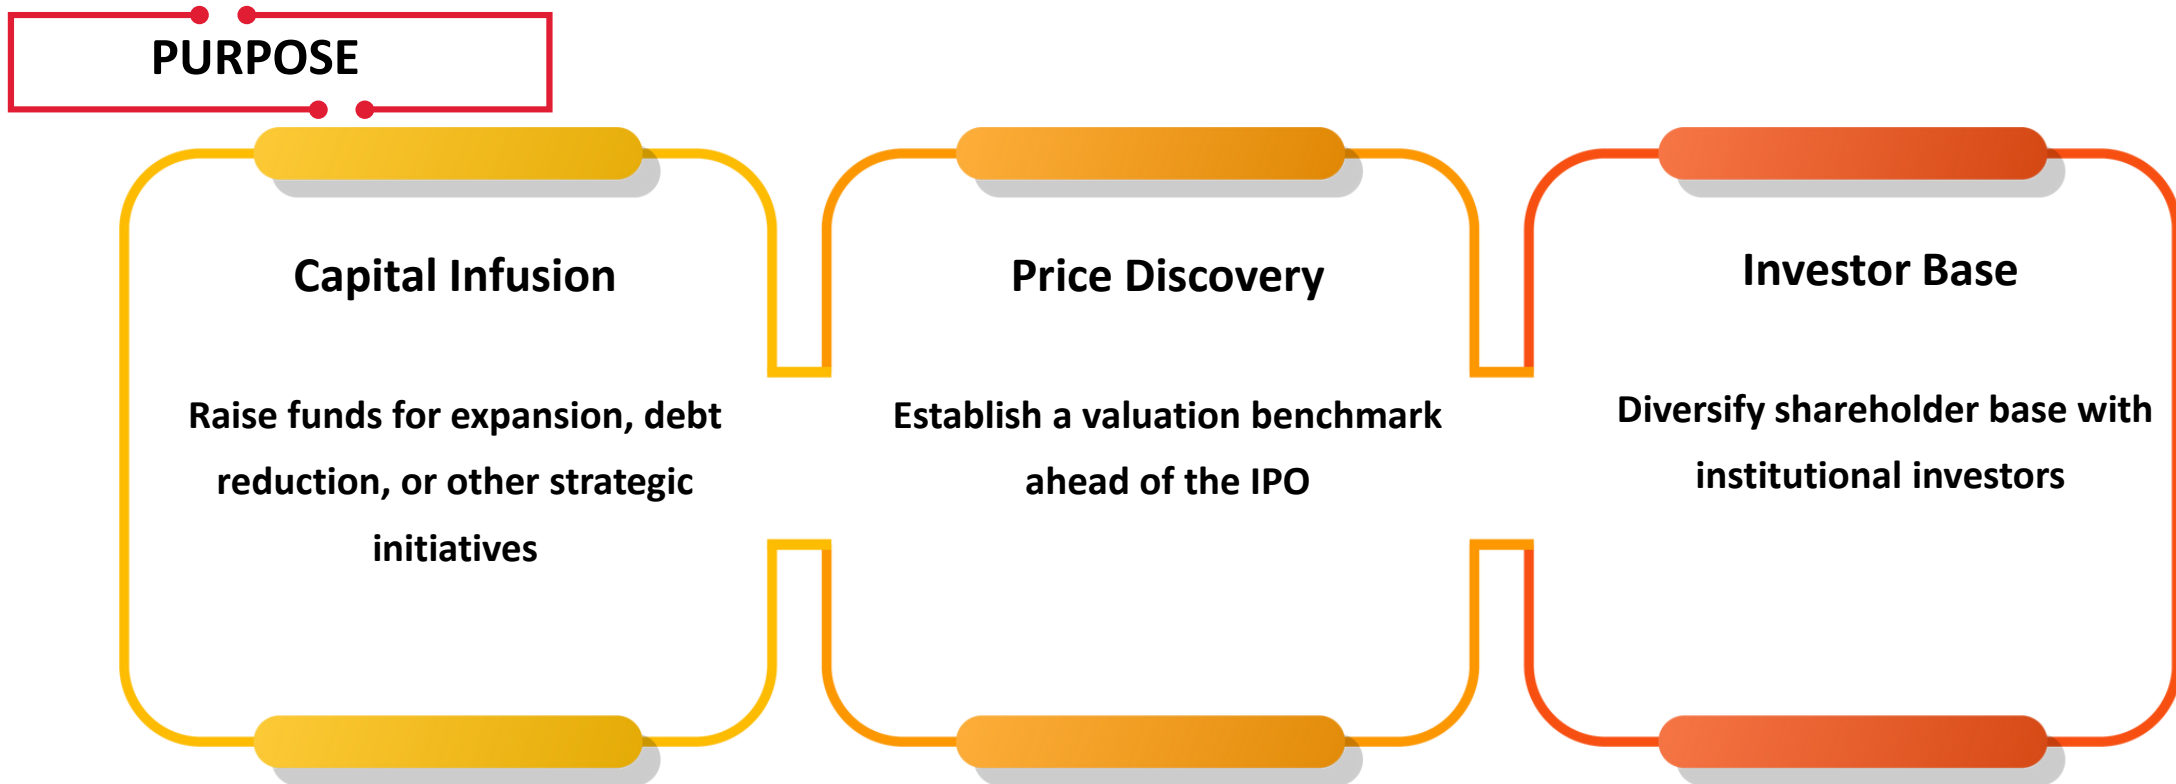 PURPOSE
Capital Infusion
Raise funds for expansion, debt
reduction, or other strategic
initiatives
Price Discovery
Establish a valuation benchmark
ahead of the IPO
Investor Base
Diversify shareholder base with
institutional investors